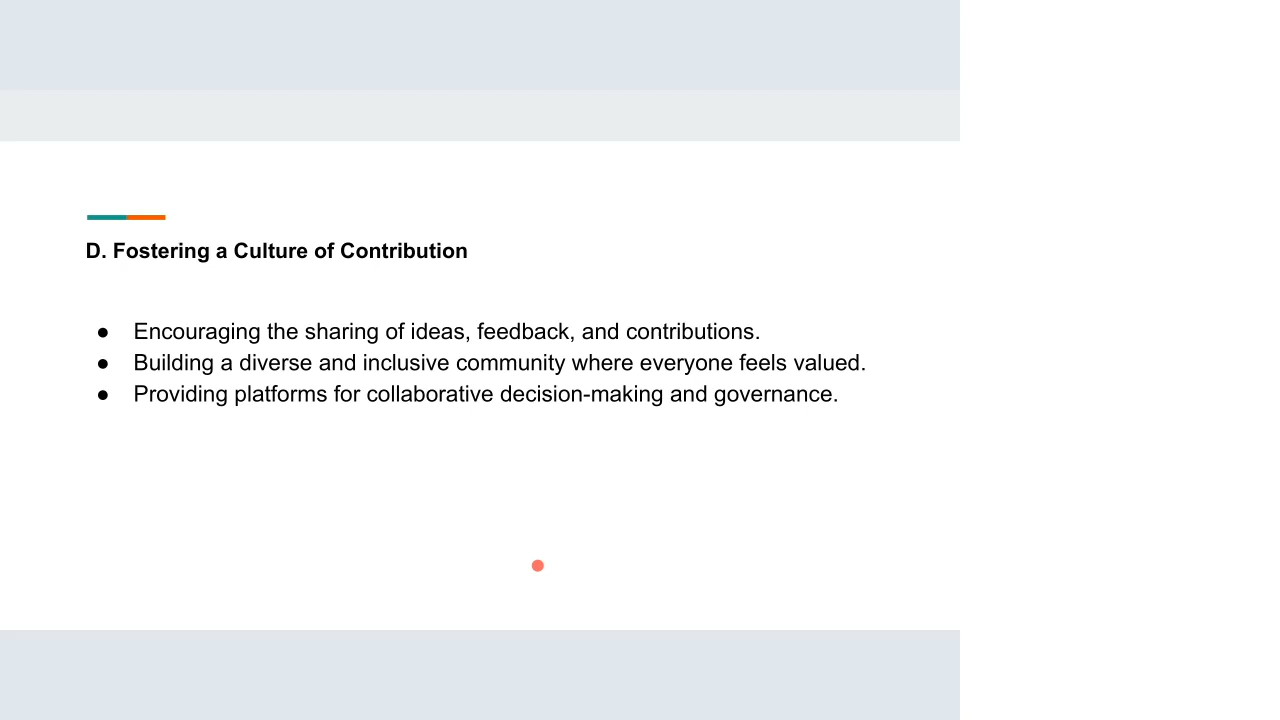 D. Fostering a Culture of Contribution
● Encouraging the sharing of ideas, feedback, and contributions.
● Building a diverse and inclusive community where everyone feels valued.
● Providing platforms for collaborative decision-making and governance.